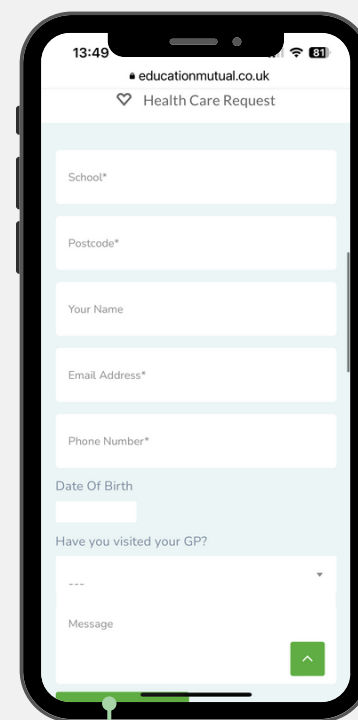 13:49
81
educationmutual.co.uk
Health Care Request
School*
Postcode*
Your Name
Email Address*
Phone Number*
Date Of Birth
Have you visited your GP?
---
Message